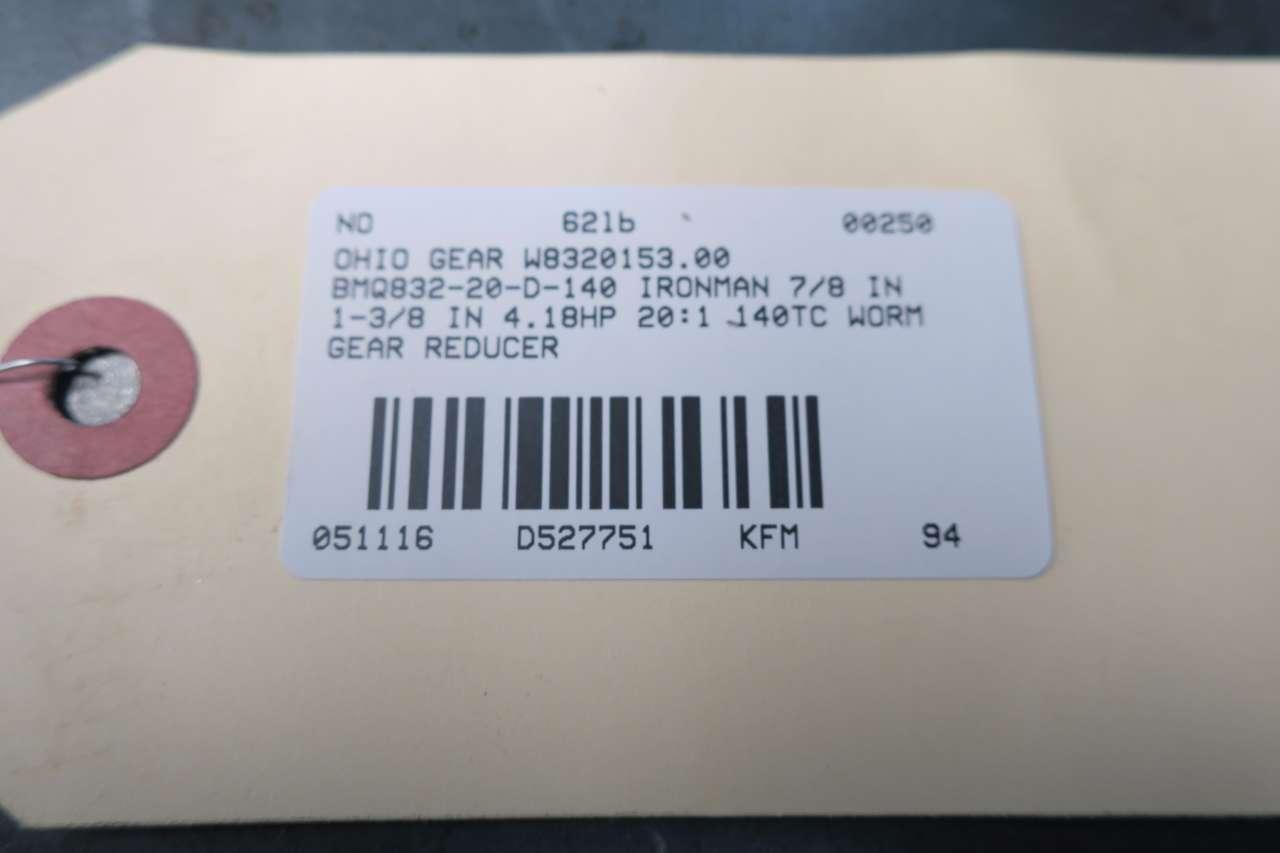 NO 621b 00250
OHIO GEAR W8320153.00
BMQ832-20-D-140 IRONMAN 7/8 IN
1-3/8 IN 4.18HP 20:1 140TC WORM
GEAR REDUCER
051116 D527751 KFM 94